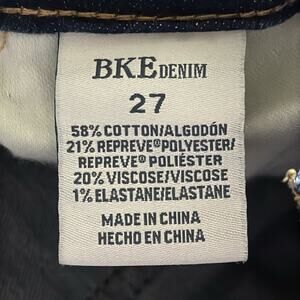 BKE DENIM
27
58% COTTON/ALGODÓN
21% REPREVE® POLYESTER/
REPREVE® POLIÉSTER
20% VISCOSE/VISCOSE
1% ELASTANE/ELASTANE
MADE IN CHINA
HECHO EN CHINA